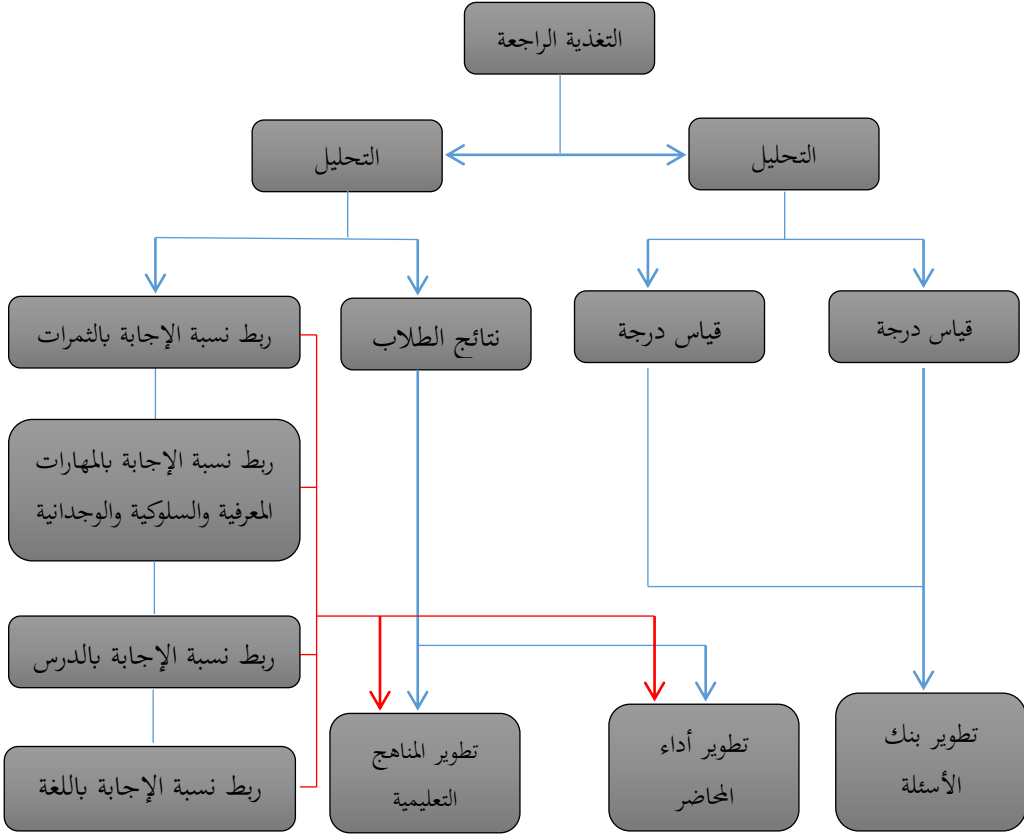 التغذية الراجعة
التحليل
التحليل
قياس درجة
قياس درجة
نتائج الطلاب
ربط نسبة الإجابة بالثمرات
ربط نسبة الإجابة بالمهارات
المعرفية والسلوكية والوجدانية
ربط نسبة الإجابة بالدرس
ربط نسبة الإجابة باللغة
تطوير بنك
الأسئلة
تطوير أداء
المحاضر
تطوير المناهج
التعليمية